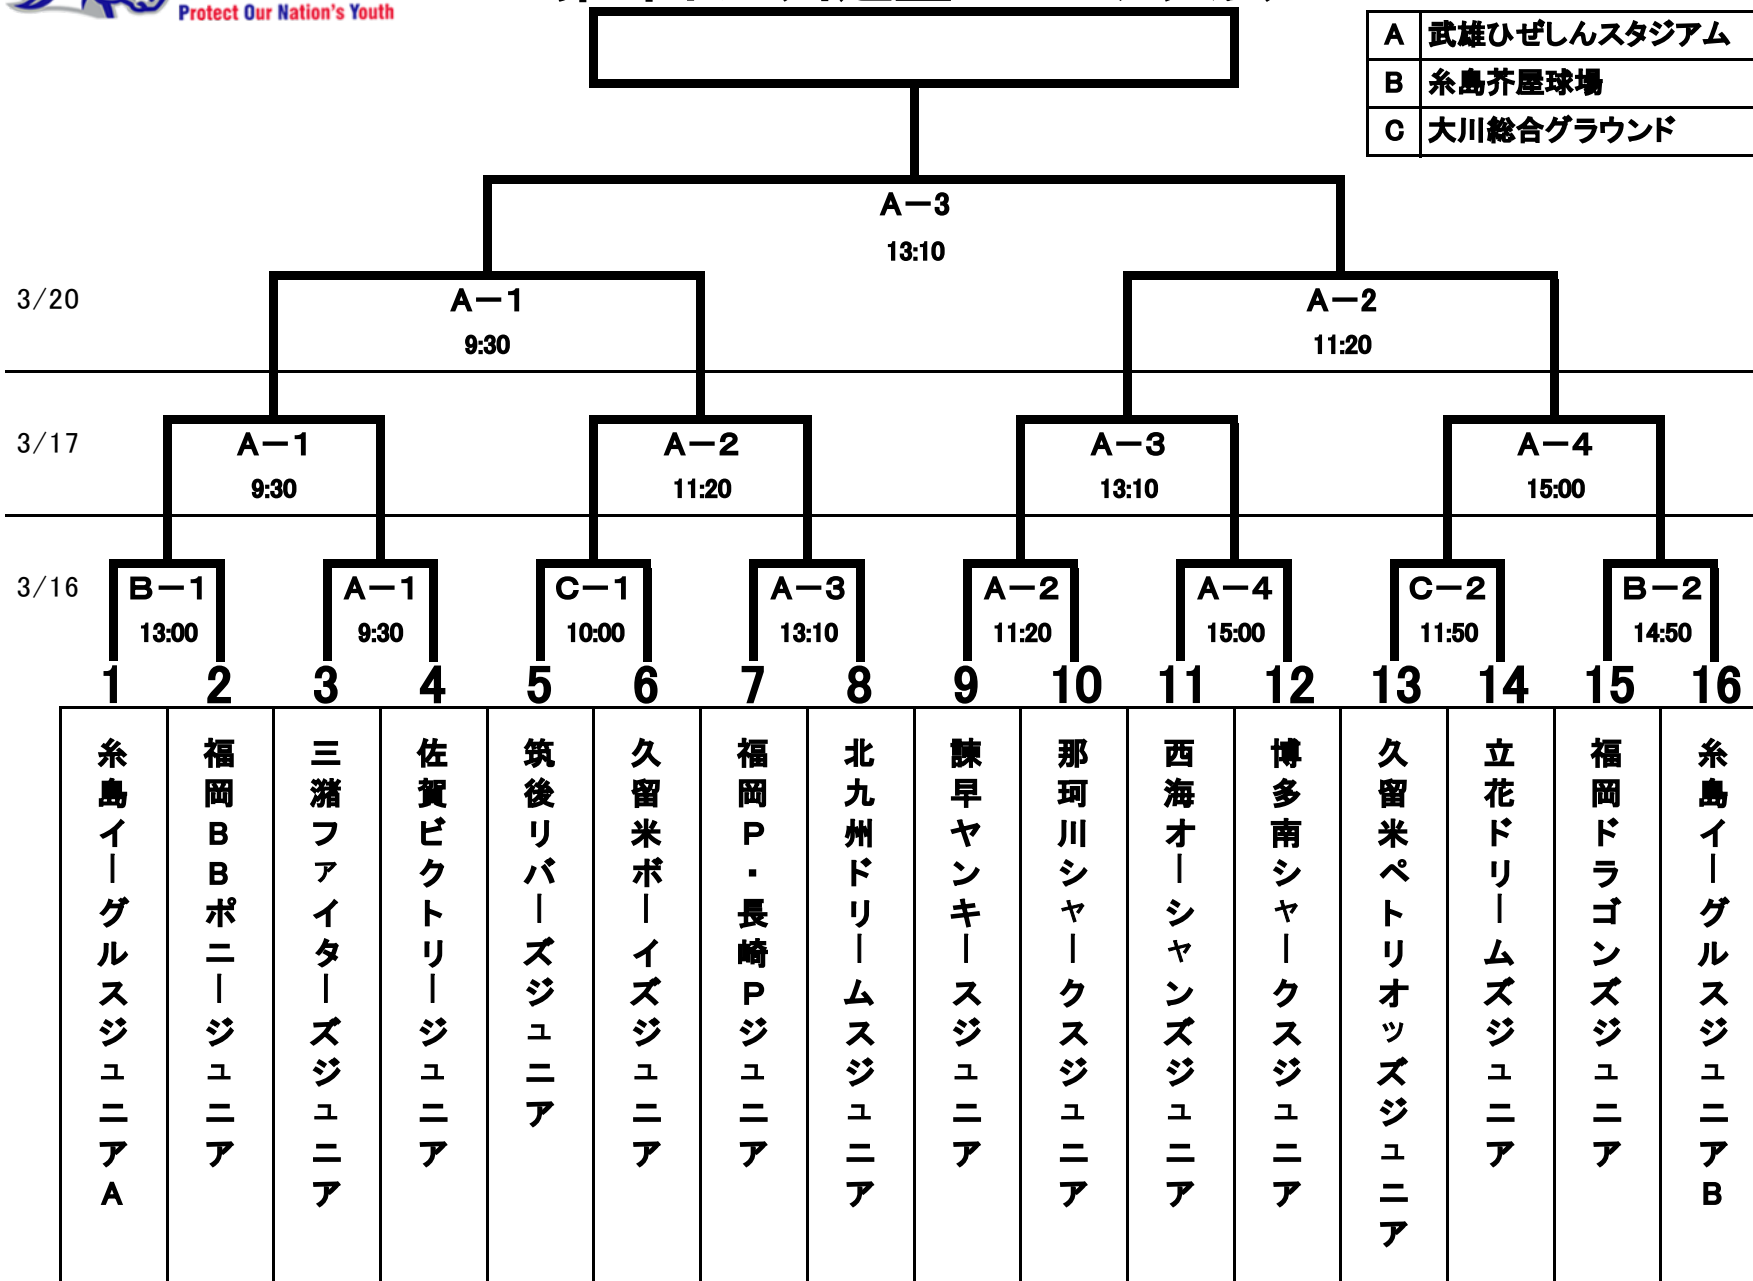 Protect Our Nation's Youth
A 武雄ひぜしんスタジアム
B 糸島芥屋球場
C 大川総合グラウンド
A－3
13:10
3/20
A－1
A－2
9:30
11:20
3/17
A－1
A－2
A－3
A－4
9:30
11:20
13:10
15:00
3/16
B－1
A－1
C－1
A－3
A－2
A－4
C－2
B－2
13:00
9:30
10:00
13:10
11:20
15:00
11:50
14:50
1 2 3 4 5 6 7 8 9 10 11 12 13 14 15 16
糸島イーグルスジュニアA
福岡BBポニージュニア
三潴ファイターズジュニア
佐賀ビクトリージュニア
筑後リバーズジュニア
久留米ボーイズジュニア
福岡P・長崎Pジュニア
北九州ドリームスジュニア
諫早ヤンキースジュニア
那珂川シャークスジュニア
西海オーシャンズジュニア
博多南シャークスジュニア
久留米ペトリオッズジュニア
立花ドリームズジュニア
福岡ドラゴンズジュニア
糸島イーグルスジュニアB